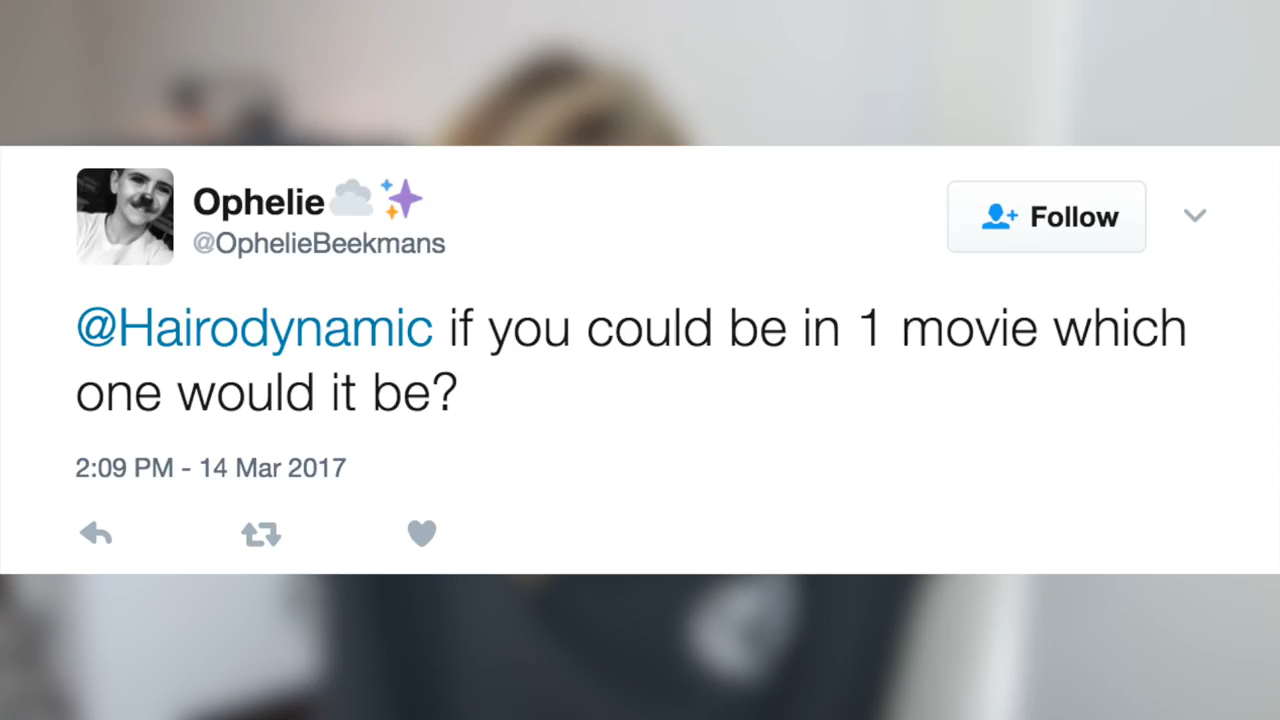 Ophelie☁️✨
@OphelieBeekmans
Follow
@Hairodynamic if you could be in 1 movie which
one would it be?
2:09 PM - 14 Mar 2017